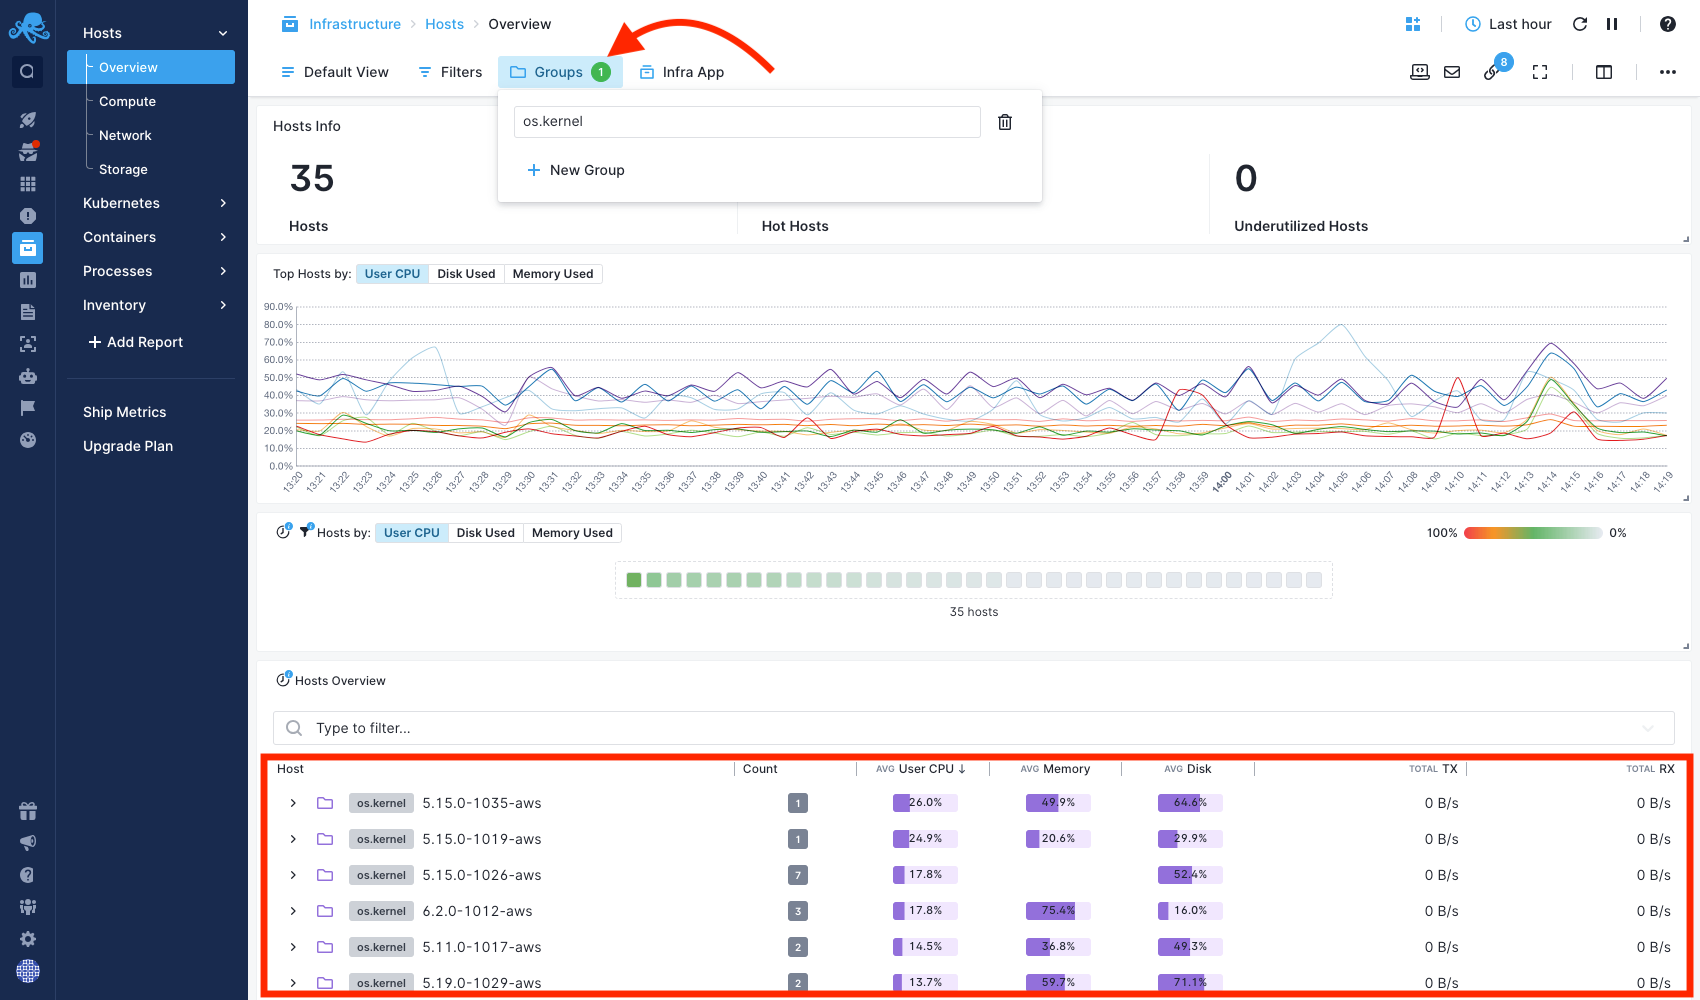 Hosts
Overview
Compute
Network
Storage
Kubernetes
Containers
Processes
Inventory
+ Add Report
Ship Metrics
Upgrade Plan
Infrastructure > Hosts > Overview
Last hour
Default View Filters Groups 1 Infra App
8
os.kernel
+ New Group
Hosts Info
35
0
Hosts
Hot Hosts
Underutilized Hosts
Top Hosts by: User CPU Disk Used Memory Used
90.0%
80.0%
70.0%
60.0%
50.0%
40.0%
30.0%
20.0%
10.0%
0.0%
13:20 13:21 13:22 13:23 13:24 13:25 13:26 13:27 13:28 13:29 13:30 13:31 13:32 13:33 13:34 13:35 13:36 13:37 13:38 13:39 13:40 13:41 13:42 13:43 13:44 13:45 13:46 13:47 13:48 13:49 13:50 13:51 13:52 13:53 13:54 13:55 13:56 13:57 13:58 13:59 14:00 14:01 14:02 14:03 14:04 14:05 14:06 14:07 14:08 14:09 14:10 14:11 14:12 14:13 14:14 14:15 14:16 14:17 14:18 14:19
Hosts by: User CPU Disk Used Memory Used
100% 0%
35 hosts
Hosts Overview
Type to filter...
Host Count AVG User CPU ↓ AVG Memory AVG Disk TOTAL TX TOTAL RX
os.kernel 5.15.0-1035-aws 1 26.0% 49.9% 64.6% 0 B/s 0 B/s
os.kernel 5.15.0-1019-aws 1 24.9% 20.6% 29.9% 0 B/s 0 B/s
os.kernel 5.15.0-1026-aws 7 17.8% 52.4% 0 B/s 0 B/s
os.kernel 6.2.0-1012-aws 3 17.8% 75.4% 16.0% 0 B/s 0 B/s
os.kernel 5.11.0-1017-aws 2 14.5% 36.8% 49.3% 0 B/s 0 B/s
os.kernel 5.19.0-1029-aws 2 13.7% 59.7% 71.1% 0 B/s 0 B/s